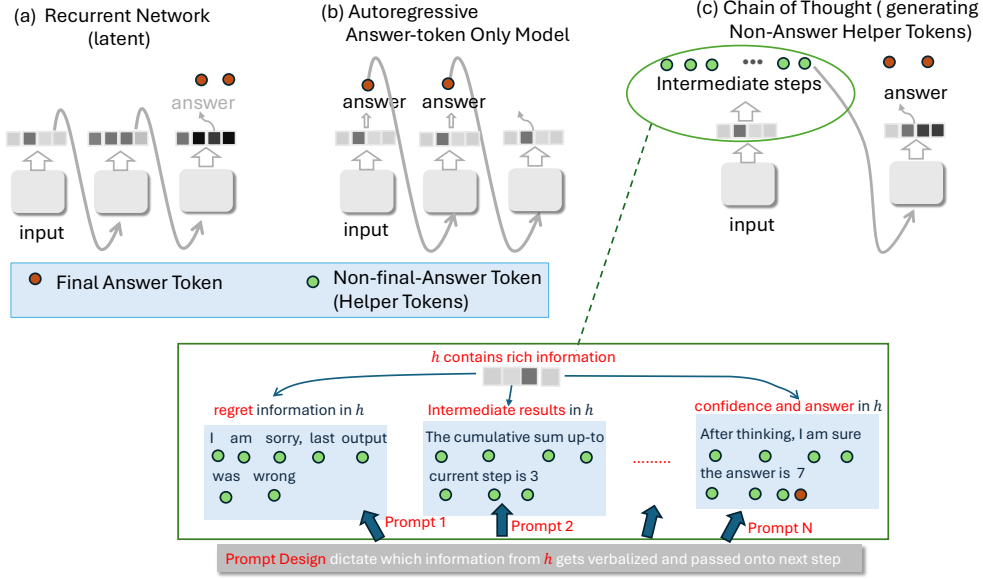 (a) Recurrent Network
(latent)
answer
input
(b) Autoregressive
Answer-token Only Model
answer
answer
input
(c) Chain of Thought ( generating
Non-Answer Helper Tokens)
•••
Intermediate steps
answer
input
Final Answer Token
Non-final-Answer Token
(Helper Tokens)
h contains rich information
regret information in h
I am sorry, last output
was wrong
Intermediate results in h
The cumulative sum up-to
current step is 3
.........
confidence and answer in h
After thinking, I am sure
the answer is 7
Prompt 1
Prompt 2
Prompt N
Prompt Design dictate which information from h gets verbalized and passed onto next step